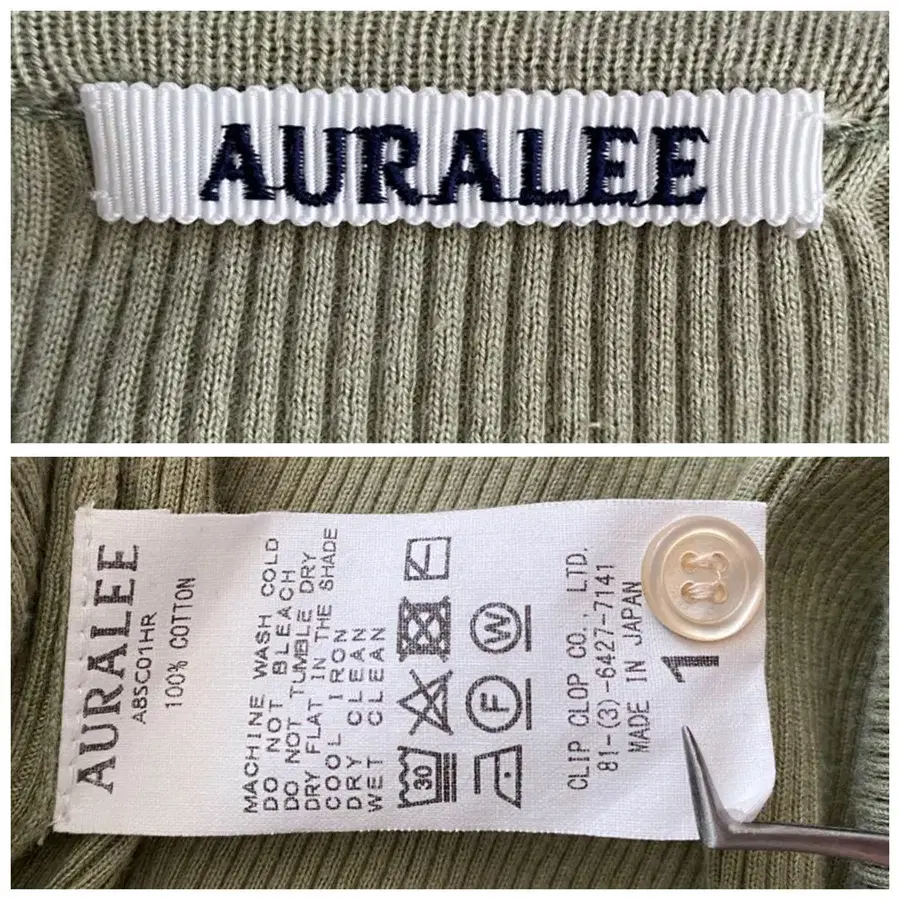 AURALEE
AURALEE
A8SC01HR
100% COTTON
MACHINE WASH COLD
DO NOT BLEACH
DO NOT TUMBLE DRY
DRY FLAT IN THE SHADE
COOL IRON
DRY CLEAN
WET CLEAN
30
F
W
CLIP CLOP CO., LTD.
81-(3)-6427-7141
MADE IN JAPAN
1